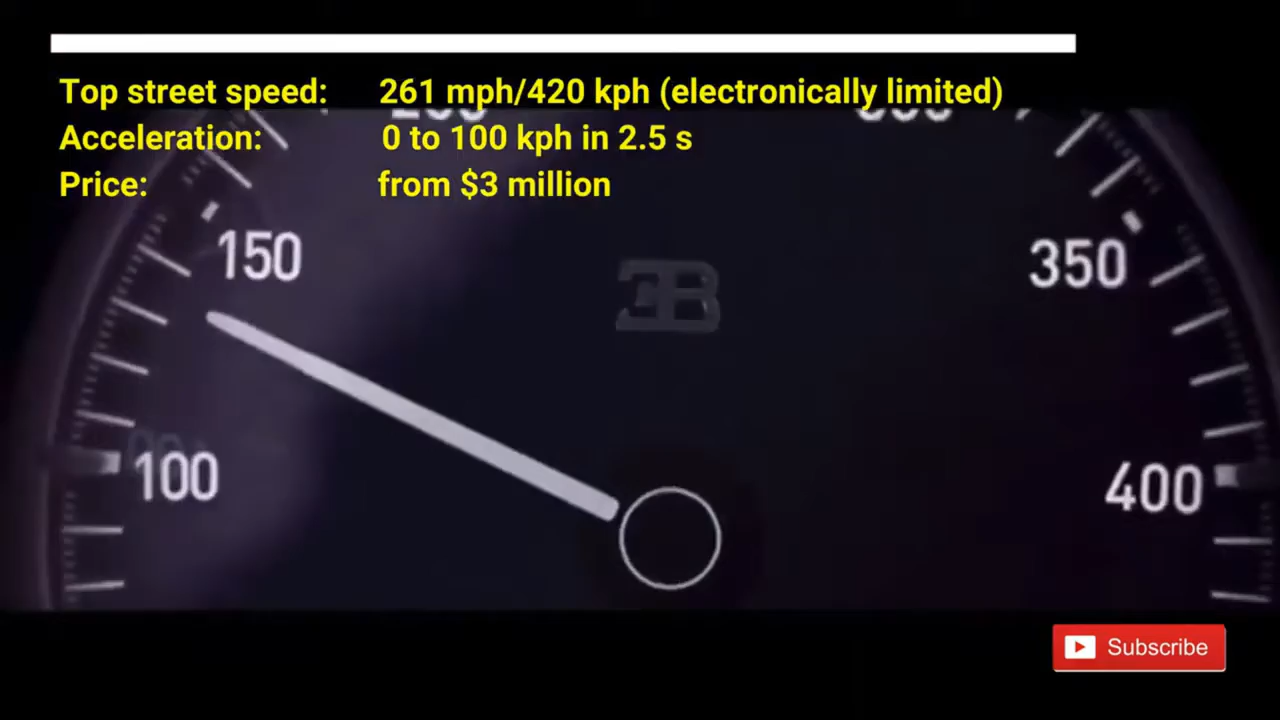 Top street speed: 261 mph/420 kph (electronically limited)
Acceleration: 0 to 100 kph in 2.5 s
Price: from $3 million
150
350
EB
100
400
Subscribe